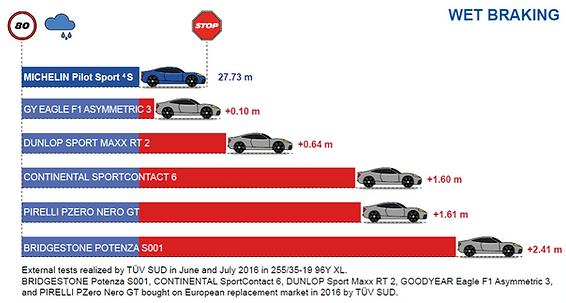 WET BRAKING
80
STOP
MICHELIN Pilot Sport 4S 27.73 m
GY EAGLE F1 ASYMMETRIC 3 +0.10 m
DUNLOP SPORT MAXX RT 2 +0.64 m
CONTINENTAL SPORTCONTACT 6 +1.60 m
PIRELLI PZERO NERO GT +1.61 m
BRIDGESTONE POTENZA S001 +2.41 m
External tests realized by TÜV SUD in June and July 2016 in 255/35-19 96Y XL.
BRIDGESTONE Potenza S001, CONTINENTAL SportContact 6, DUNLOP Sport Maxx RT 2, GOODYEAR Eagle F1 Asymmetric 3,
and PIRELLI PZero Nero GT bought on European replacement market in 2016 by TÜV SUD.